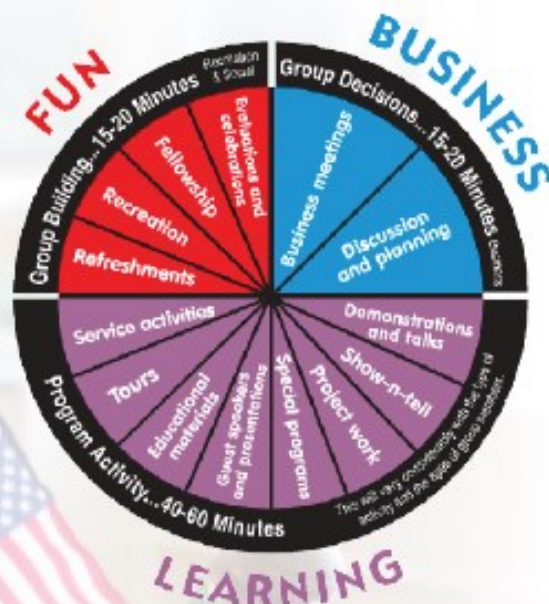 FUN
Group Building...15-20 Minutes
Recreation
& Social
Refreshments
Recreation
Fellowship
Evaluations and
celebrations
BUSINESS
Group Decisions...15-20 Minutes
Business meetings
Discussion
and planning
LEARNING
Program Activity...40-60 Minutes
This will vary considerably with the type of
activity and the ages of group members.
Demonstrations
and talks
Show-n-tell
Project work
Special programs
Guest speakers
and presentations
Educational
materials
Tours
Service activities